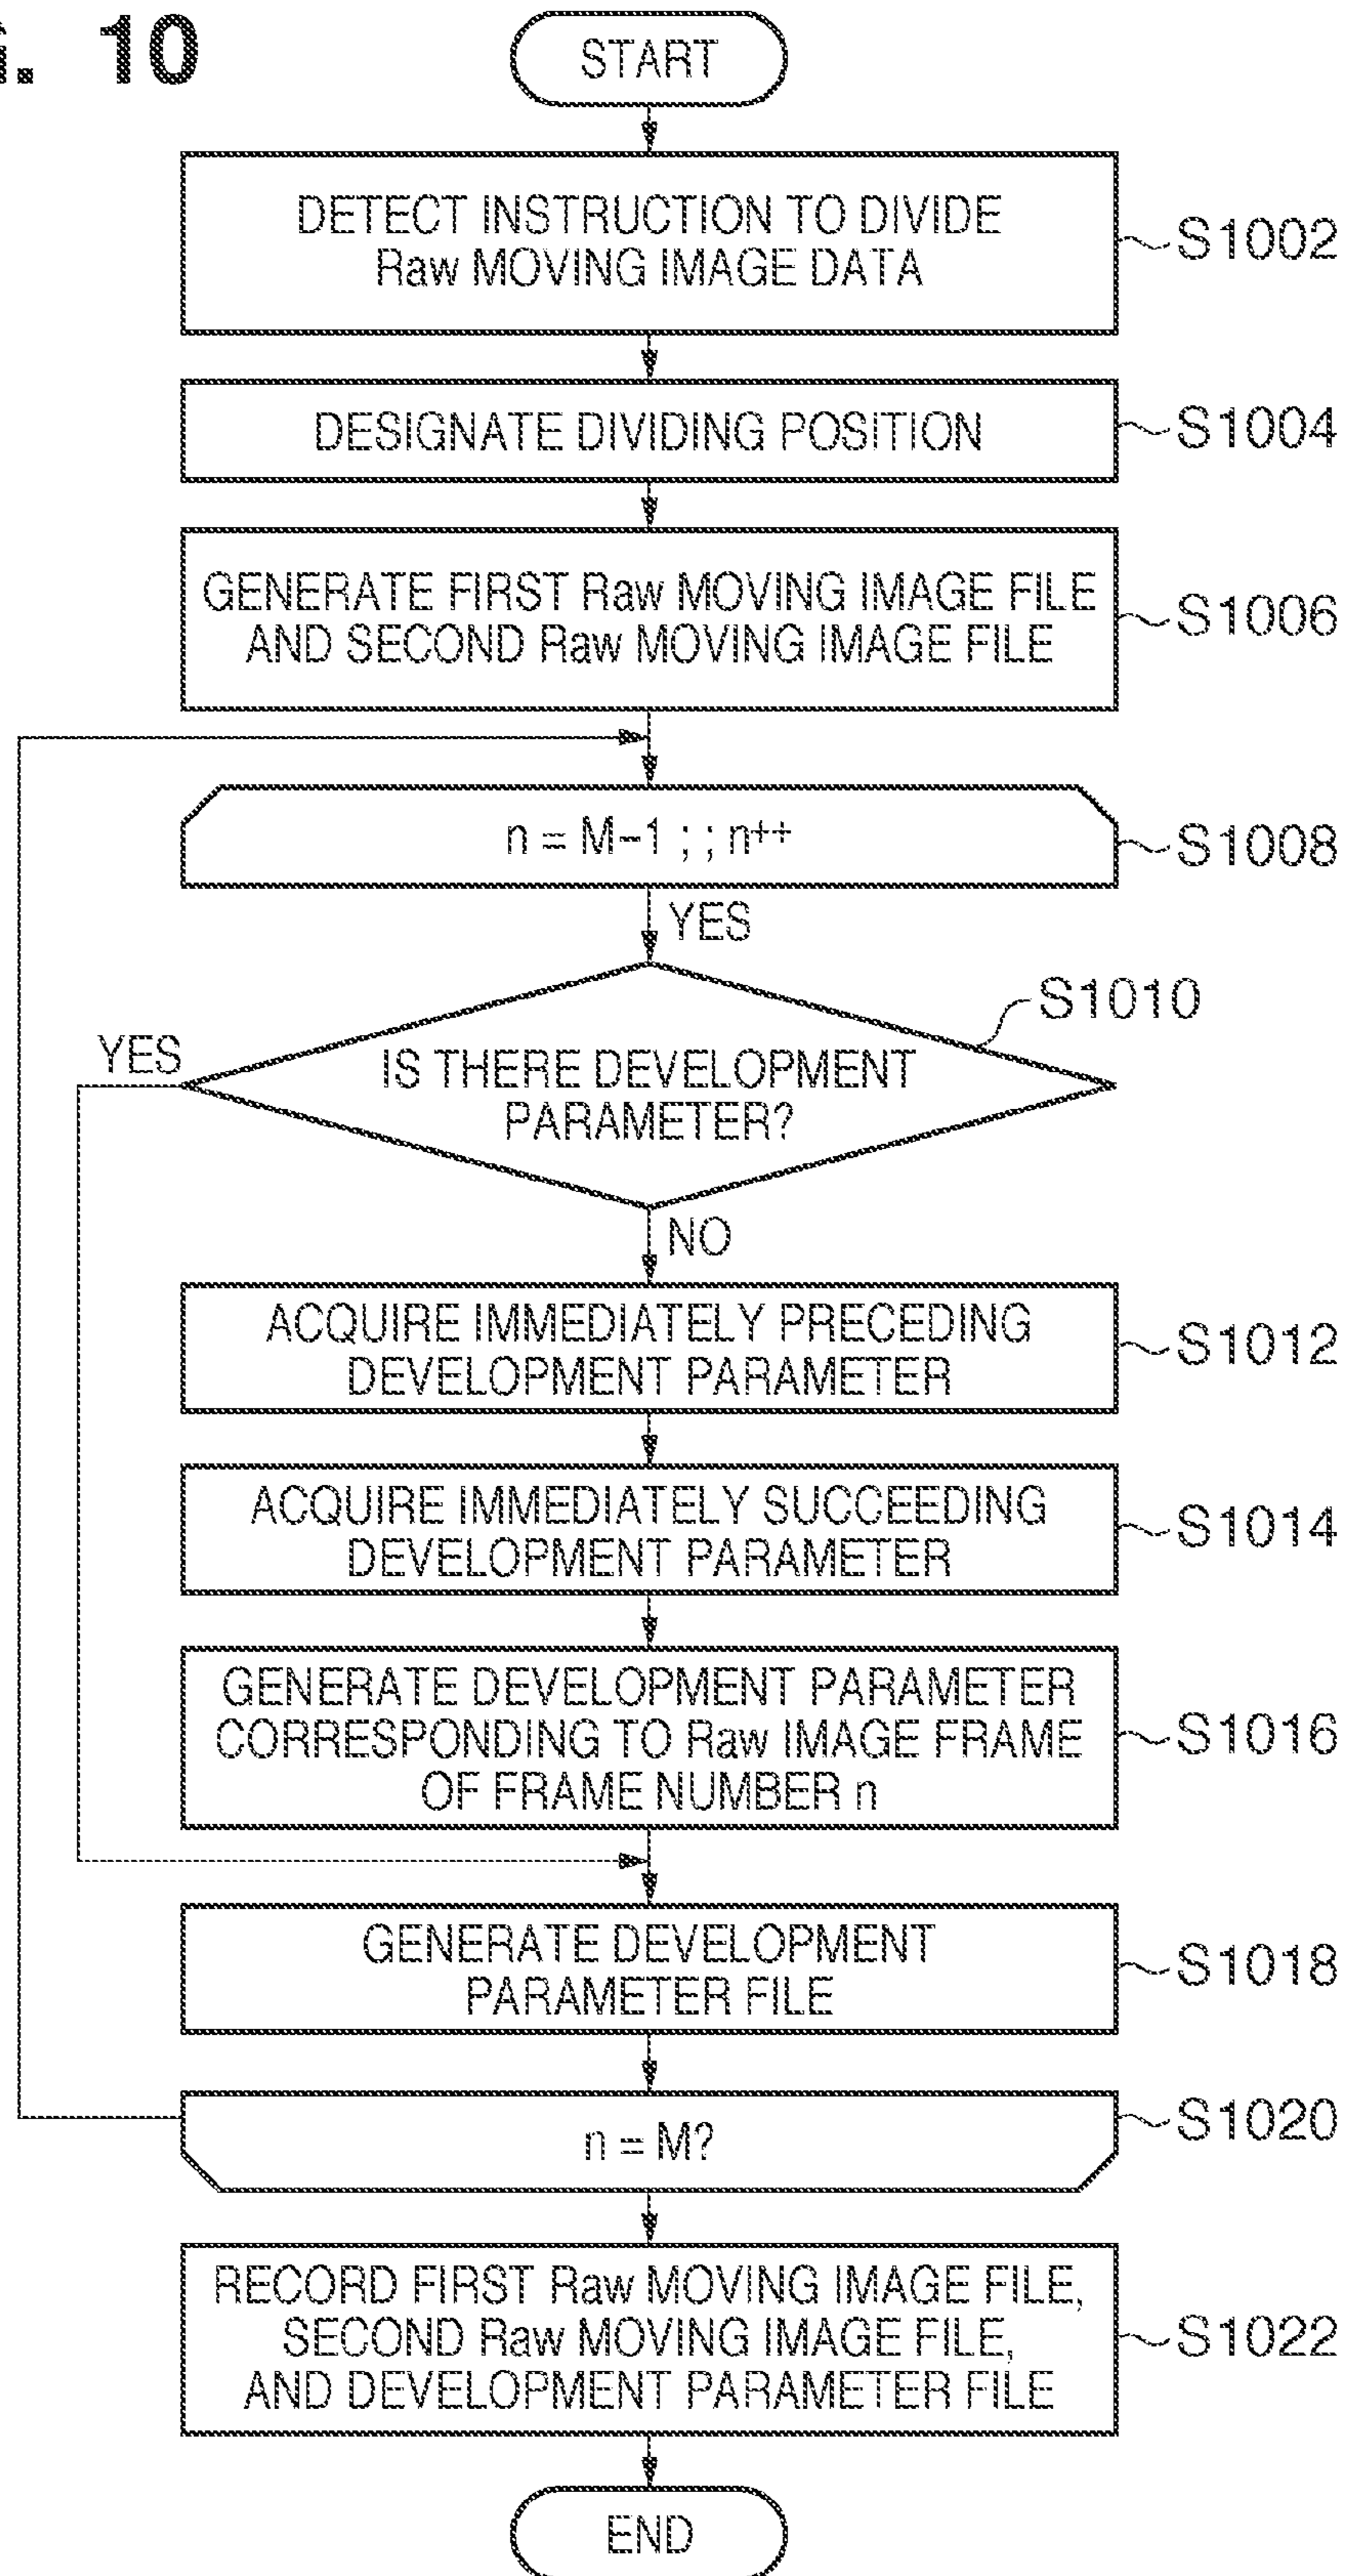 G. 10
START
DETECT INSTRUCTION TO DIVIDE
Raw MOVING IMAGE DATA
S1002
DESIGNATE DIVIDING POSITION
S1004
GENERATE FIRST Raw MOVING IMAGE FILE
AND SECOND Raw MOVING IMAGE FILE
S1006
n = M−1 ; ; n++
S1008
YES
S1010
YES
IS THERE DEVELOPMENT
PARAMETER?
NO
ACQUIRE IMMEDIATELY PRECEDING
DEVELOPMENT PARAMETER
S1012
ACQUIRE IMMEDIATELY SUCCEEDING
DEVELOPMENT PARAMETER
S1014
GENERATE DEVELOPMENT PARAMETER
CORRESPONDING TO Raw IMAGE FRAME
OF FRAME NUMBER n
S1016
GENERATE DEVELOPMENT
PARAMETER FILE
S1018
n = M?
S1020
RECORD FIRST Raw MOVING IMAGE FILE,
SECOND Raw MOVING IMAGE FILE,
AND DEVELOPMENT PARAMETER FILE
S1022
END